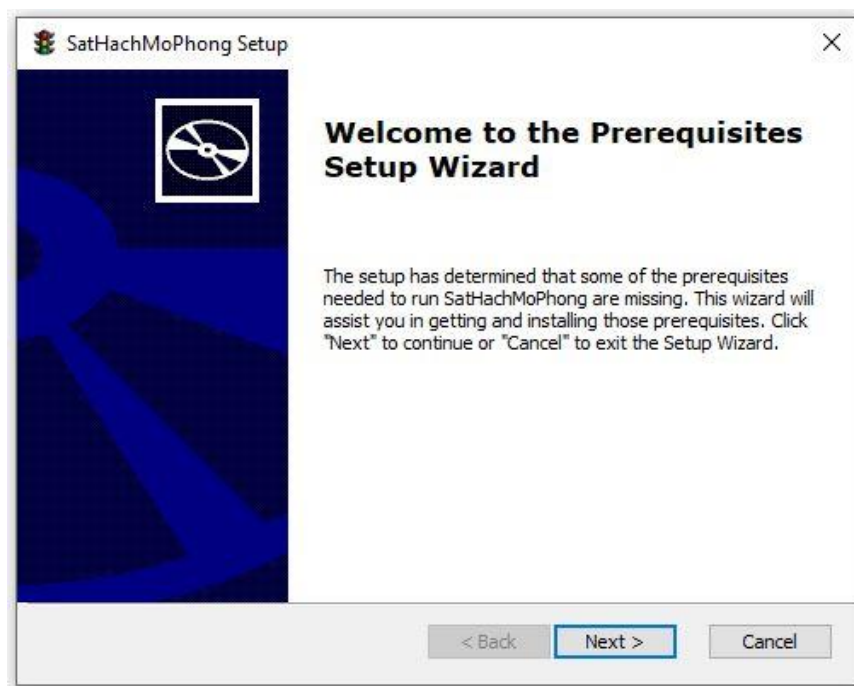 SatHachMoPhong Setup
Welcome to the Prerequisites
Setup Wizard
The setup has determined that some of the prerequisites
needed to run SatHachMoPhong are missing. This wizard will
assist you in getting and installing those prerequisites. Click
"Next" to continue or "Cancel" to exit the Setup Wizard.
< Back
Next >
Cancel